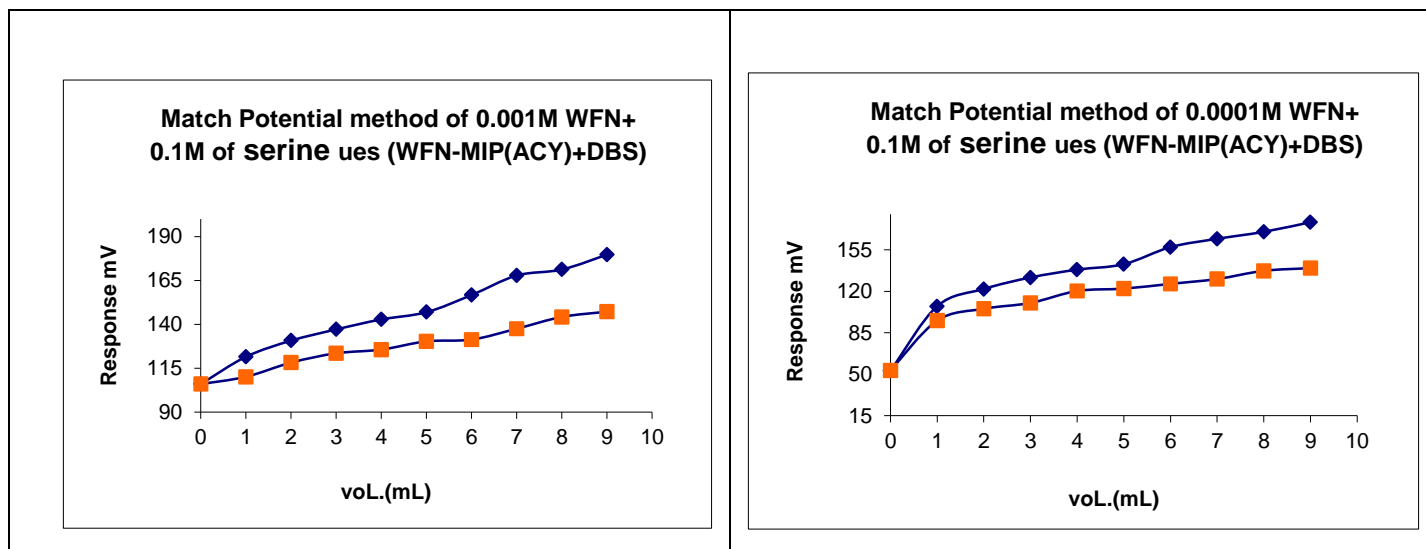 Match Potential method of 0.001M WFN+
0.1M of serine ues (WFN-MIP(ACY)+DBS)
Response mV
190
165
140
115
90
0 1 2 3 4 5 6 7 8 9 10
voL.(mL)
Match Potential method of 0.0001M WFN+
0.1M of serine ues (WFN-MIP(ACY)+DBS)
Response mV
155
120
85
50
15
0 1 2 3 4 5 6 7 8 9 10
voL.(mL)